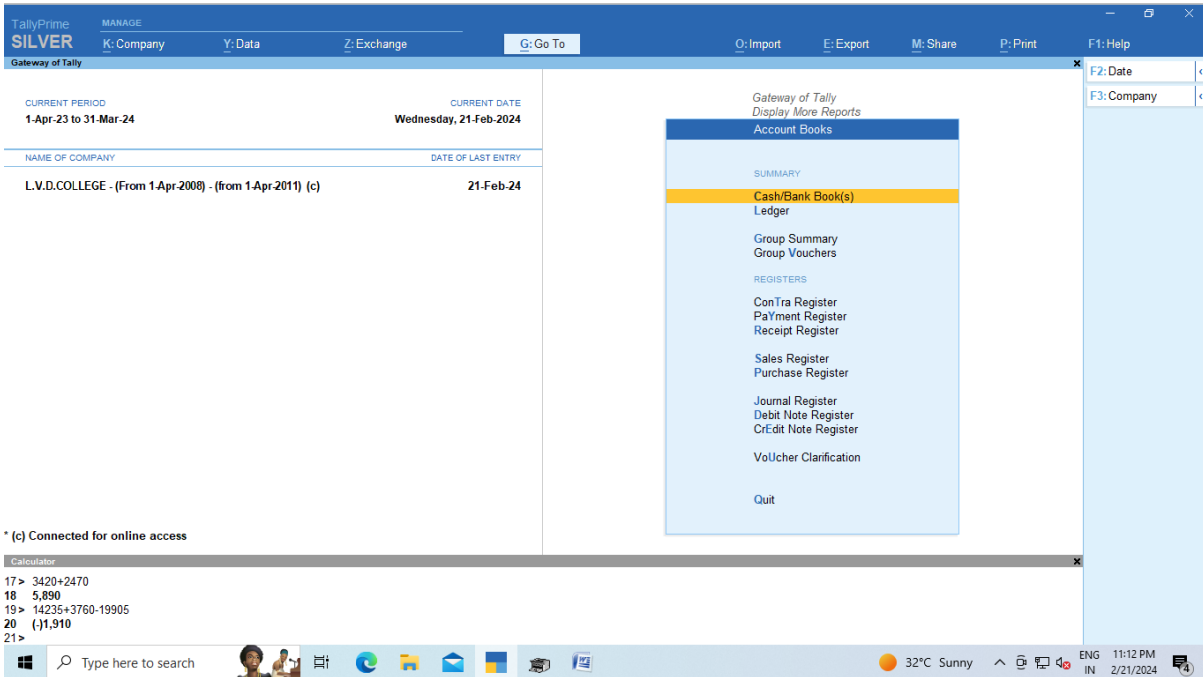 TallyPrime
SILVER
MANAGE
K: Company
Y: Data
Z: Exchange
G: Go To
O: Import
E: Export
M: Share
P: Print
F1: Help
Gateway of Tally
F2: Date
F3: Company
CURRENT PERIOD
CURRENT DATE
1-Apr-23 to 31-Mar-24
Wednesday, 21-Feb-2024
NAME OF COMPANY
DATE OF LAST ENTRY
L.V.D.COLLEGE - (From 1-Apr-2008) - (from 1-Apr-2011) (c)
21-Feb-24
Gateway of Tally
Display More Reports
Account Books
SUMMARY
Cash/Bank Book(s)
Ledger
Group Summary
Group Vouchers
REGISTERS
ConTra Register
PaYment Register
Receipt Register
Sales Register
Purchase Register
Journal Register
Debit Note Register
CrEdit Note Register
VoUcher Clarification
Quit
* (c) Connected for online access
Calculator
17> 3420+2470
18 5,890
19> 14235+3760-19905
20 (-)1,910
21>
Type here to search
32°C Sunny
ENG
IN
11:12 PM
2/21/2024
4